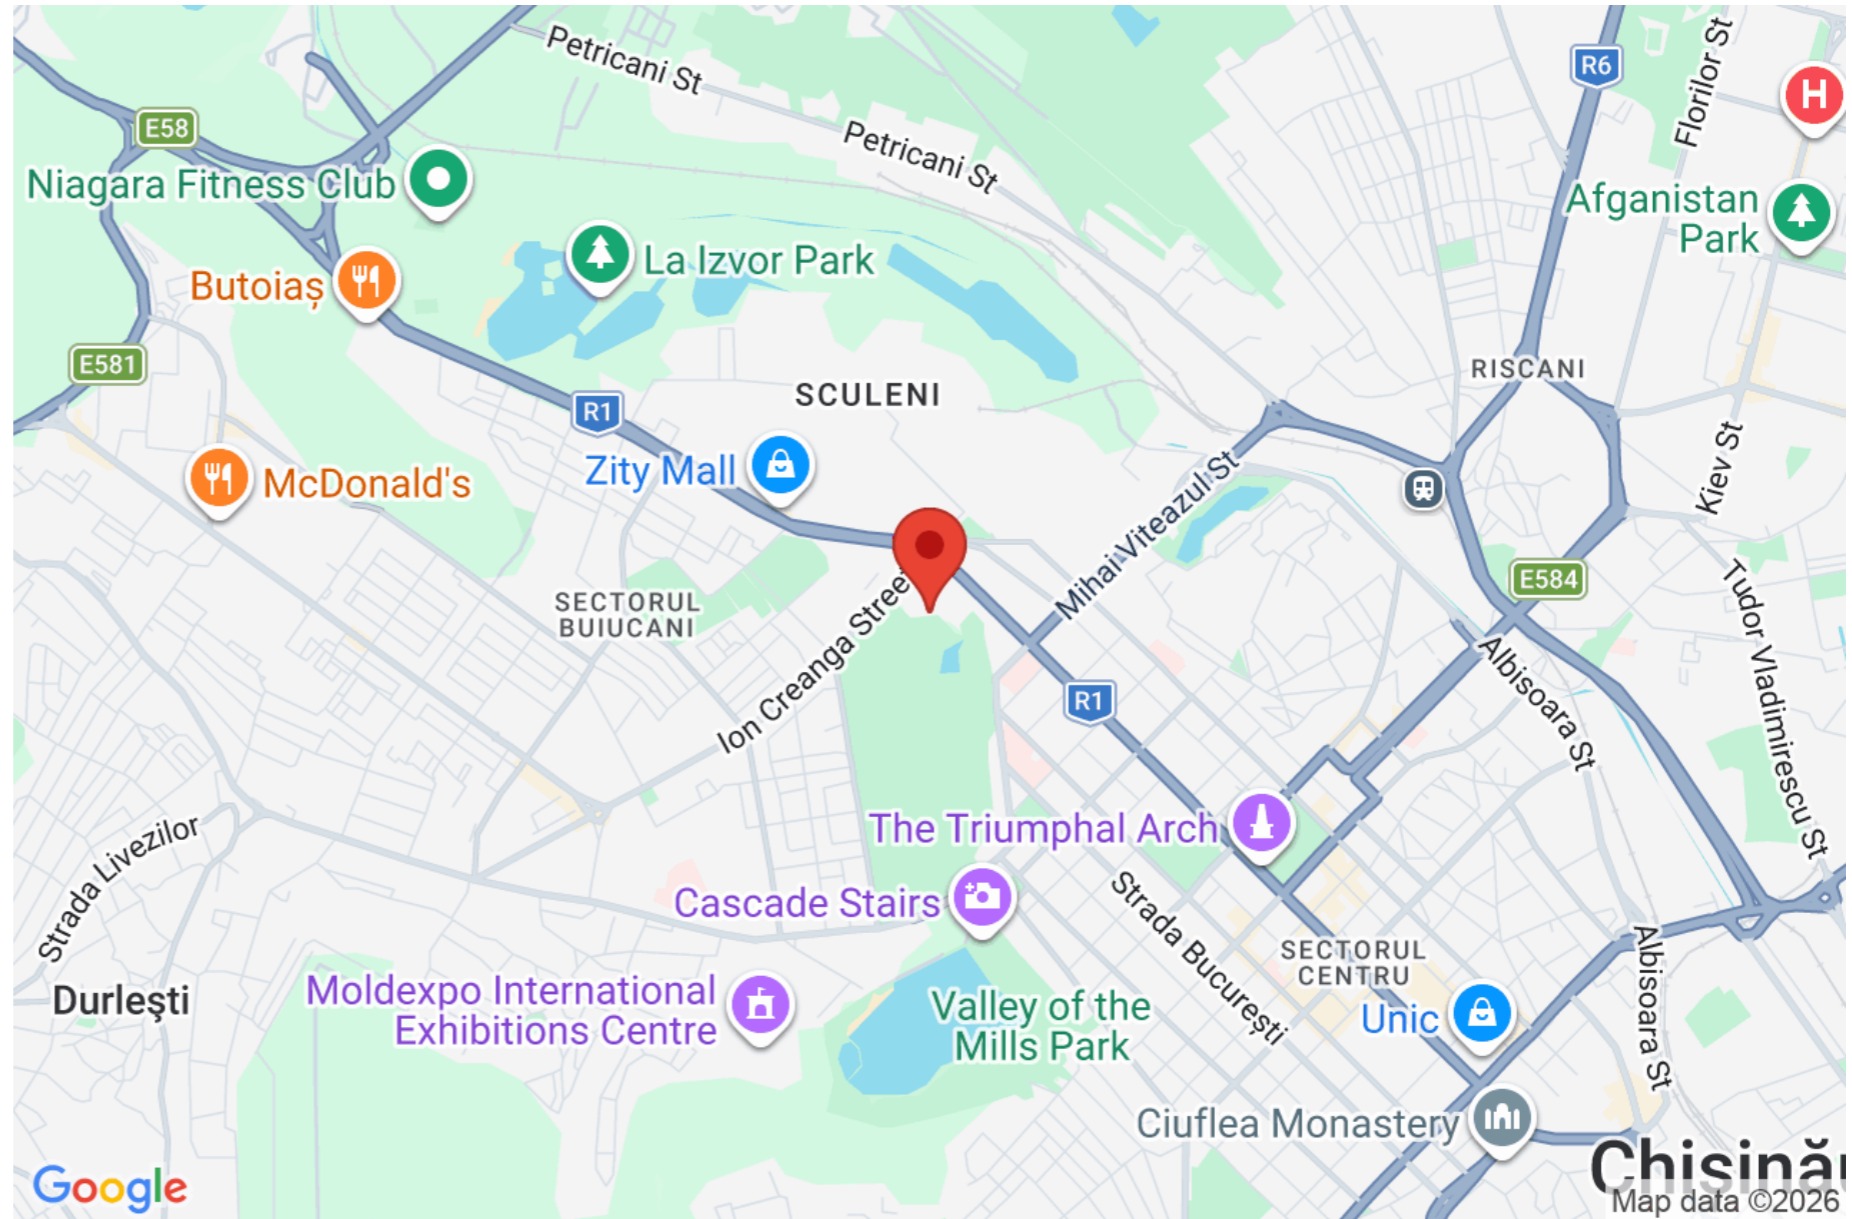 Petricani St
Florilor St
R6
H
E58
Petricani St
Niagara Fitness Club
Afganistan
Park
La Izvor Park
Butoiaș
E581
RISCANI
SCULENI
R1
Kiev St
Zity Mall
McDonald's
Mihai Viteazul St
E584
SECTORUL
BUIUCANI
Ion Creanga Street
Tudor Vladimirescu St
Albisoara St
R1
The Triumphal Arch
Strada Livezilor
Cascade Stairs
Strada București
SECTORUL
CENTRU
Albisoara St
Durleşti
Moldexpo International
Exhibitions Centre
Valley of the
Mills Park
Unic
Ciuflea Monastery
Chișinău
Google
Map data ©2026